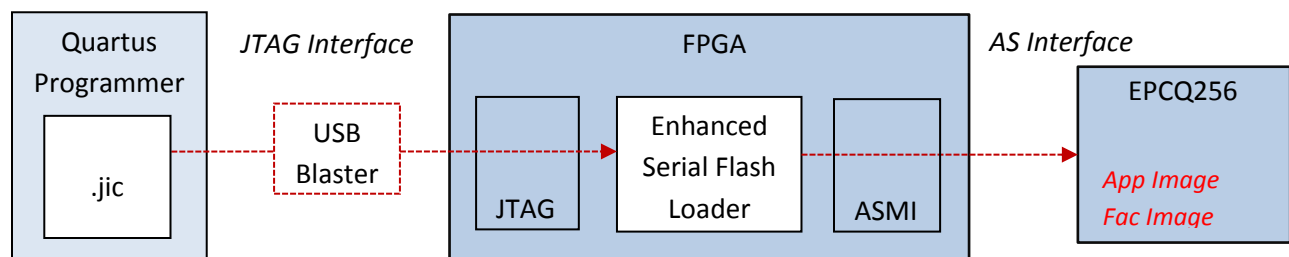 Quartus
Programmer
.jic
JTAG Interface
USB
Blaster
FPGA
JTAG
Enhanced
Serial Flash
Loader
ASMI
AS Interface
EPCQ256
App Image
Fac Image